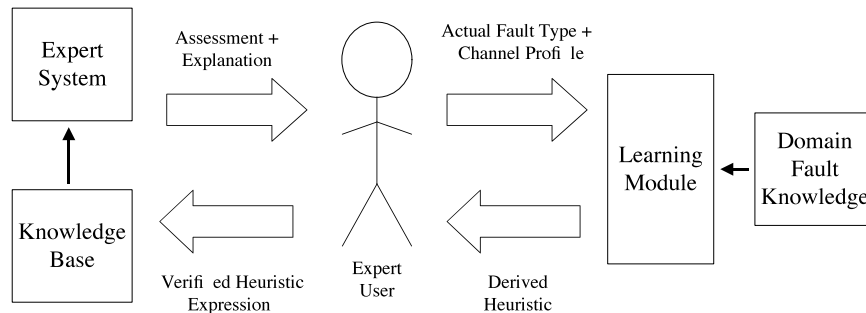 Expert
System
Assessment +
Explanation
Actual Fault Type +
Channel Profi le
Learning
Module
Domain
Fault
Knowledge
Knowledge
Base
Verifi ed Heuristic
Expression
Expert
User
Derived
Heuristic